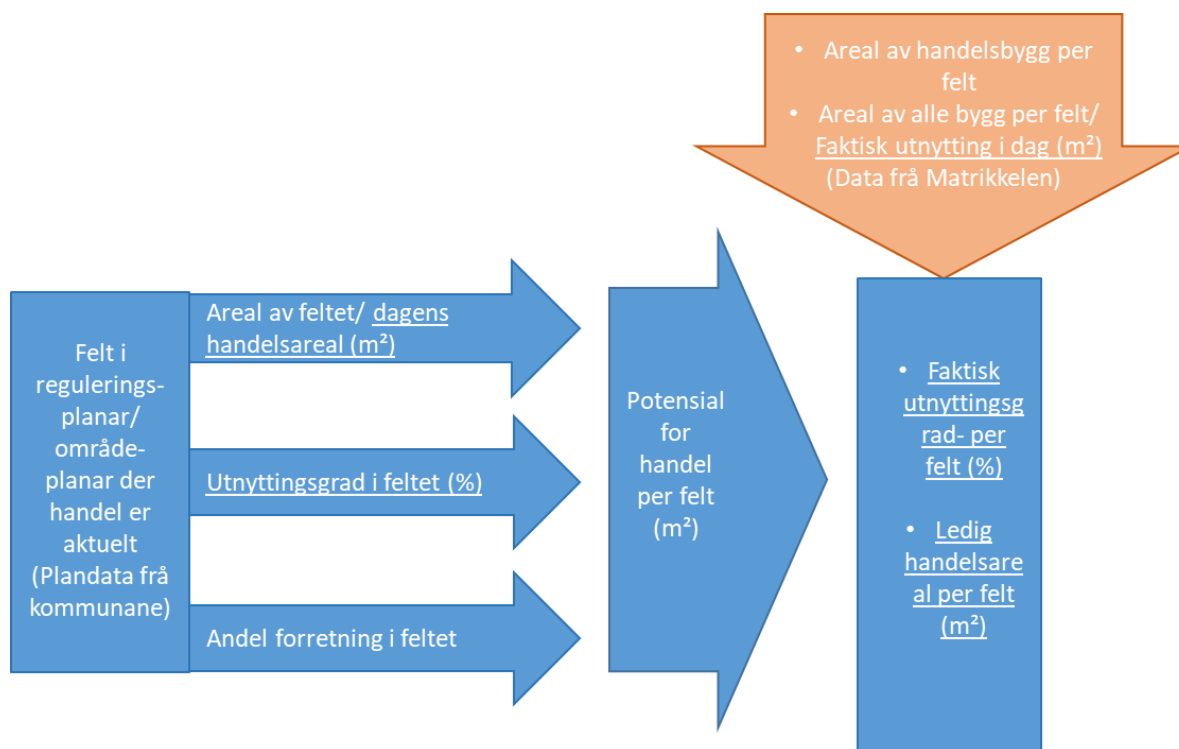 • Areal av handelsbygg per
felt
• Areal av alle bygg per felt/
Faktisk utnytting i dag (m²)
(Data frå Matrikkelen)
Felt i
regulerings-
planar/
område-
planar der
handel er
aktuelt
(Plandata frå
kommunane)
Areal av feltet/ dagens
handelsareal (m²)
Utnyttingsgrad i feltet (%)
Andel forretning i feltet
Potensial
for
handel
per felt
(m²)
• Faktisk
utnyttingsg
rad- per
felt (%)
• Ledig
handelsare
al per felt
(m²)